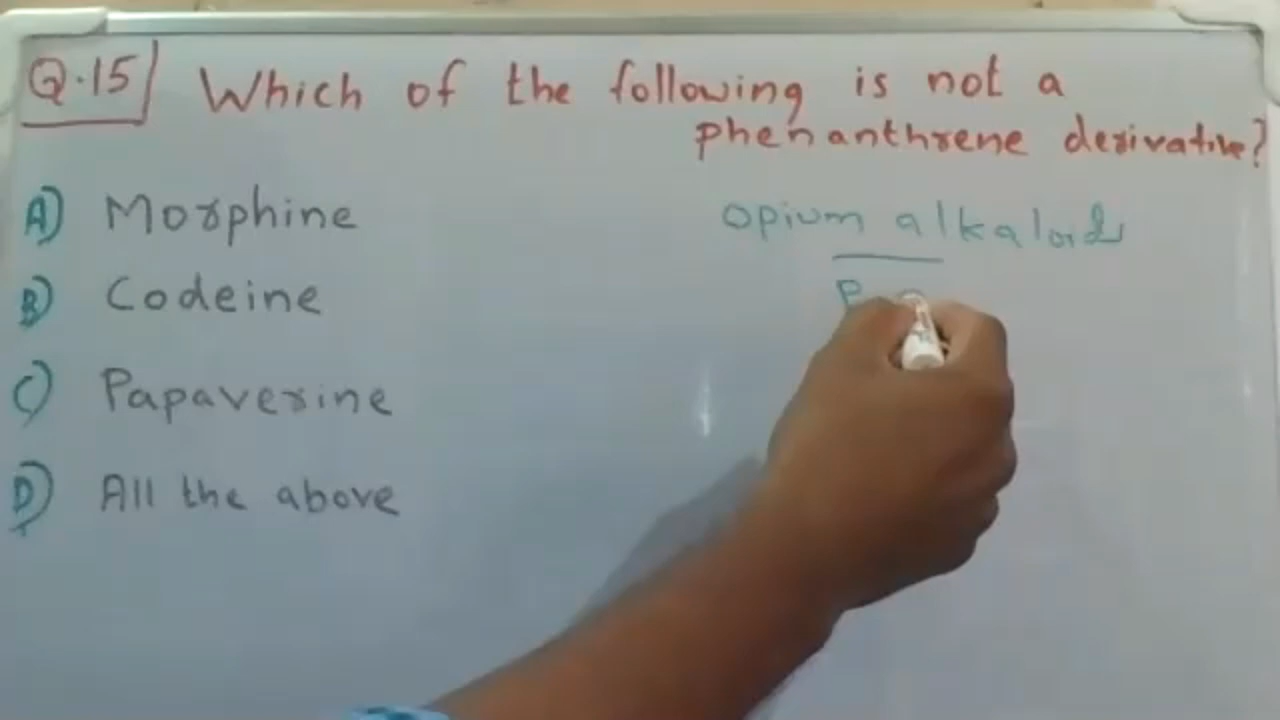 Q.15 Which of the following is not a
phenanthrene derivative?
A) Morphine
B) Codeine
C) Papaverine
D) All the above
Opium alkaloids